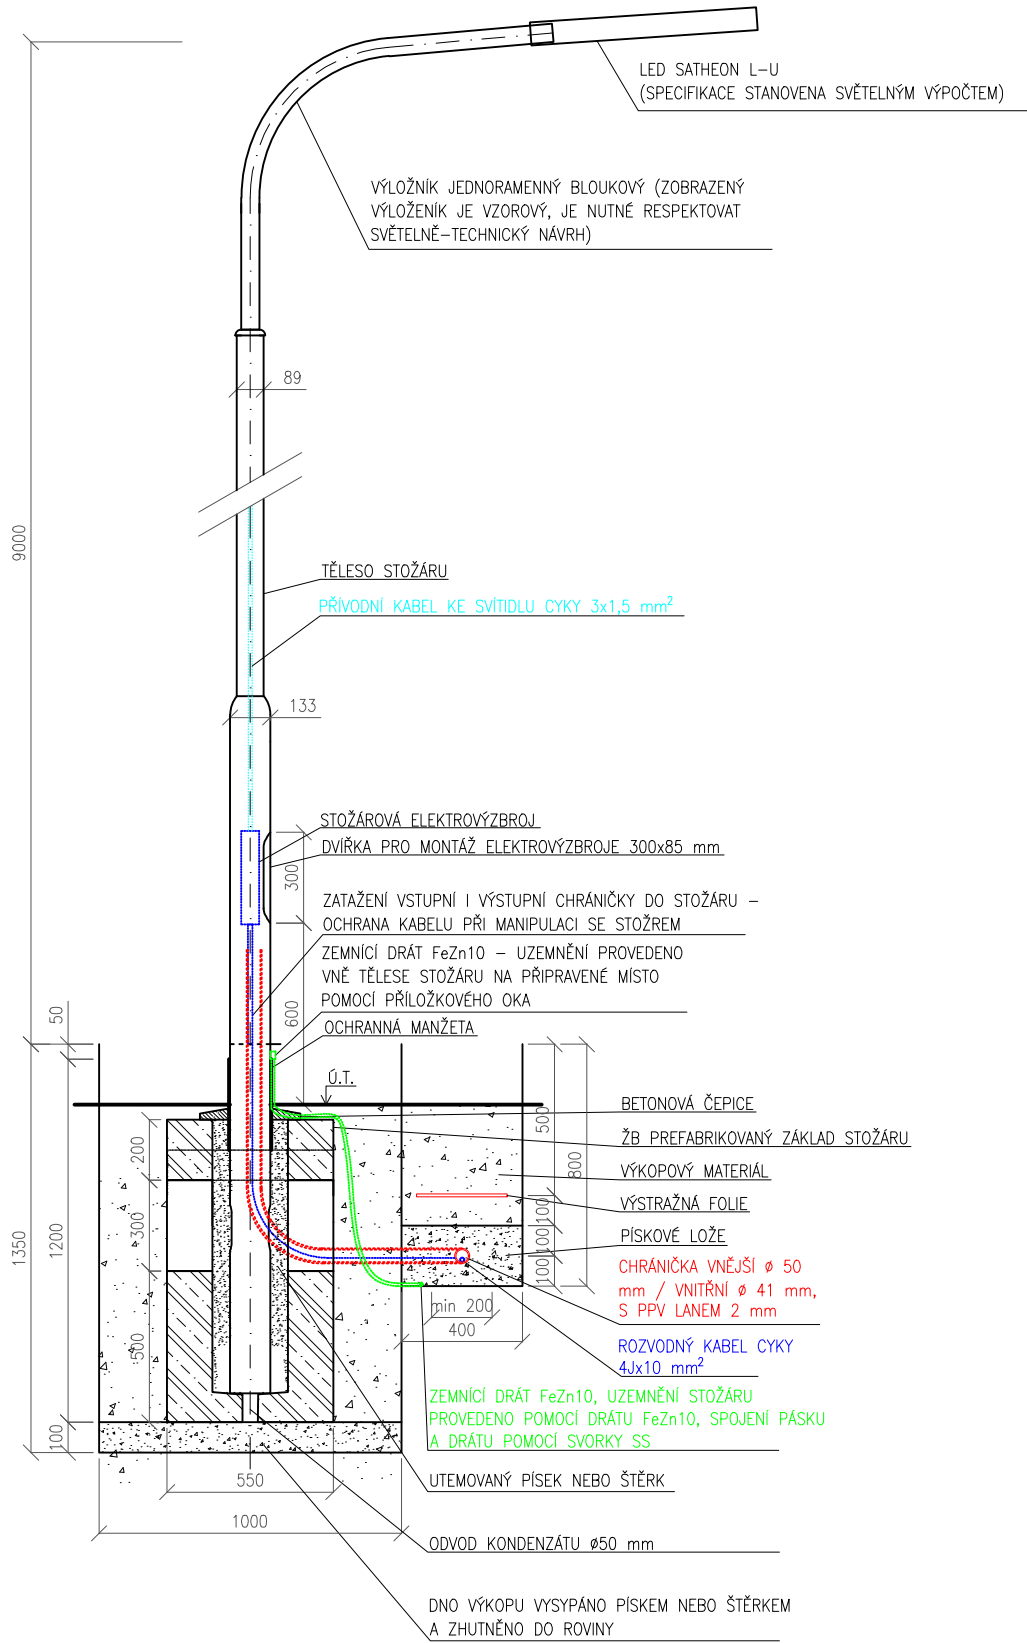 LED SATHEON L-U
(SPECIFIKACE STANOVENA SVĚTELNÝM VÝPOČTEM)
VÝLOŽNÍK JEDNORAMENNÝ BLOUKOVÝ (ZOBRAZENÝ
VÝLOŽENÍK JE VZOROVÝ, JE NUTNÉ RESPEKTOVAT
SVĚTELNĚ-TECHNICKÝ NÁVRH)
89
9000
TĚLESO STOŽÁRU
PŘÍVODNÍ KABEL KE SVÍTIDLU CYKY 3x1,5 mm²
133
STOŽÁROVÁ ELEKTROVÝZBROJ
DVÍŘKA PRO MONTÁŽ ELEKTROVÝZBROJE 300x85 mm
300
ZATAŽENÍ VSTUPNÍ I VÝSTUPNÍ CHRÁNIČKY DO STOŽÁRU -
OCHRANA KABELU PŘI MANIPULACI SE STOŽREM
ZEMNÍCÍ DRÁT FeZn10 - UZEMNĚNÍ PROVEDENO
VNĚ TĚLESE STOŽÁRU NA PŘIPRAVENÉ MÍSTO
POMOCÍ PŘÍLOŽKOVÉHO OKA
600
50
OCHRANNÁ MANŽETA
Ú.T.
BETONOVÁ ČEPICE
500
ŽB PREFABRIKOVANÝ ZÁKLAD STOŽÁRU
200
800
VÝKOPOVÝ MATERIÁL
VÝSTRAŽNÁ FOLIE
100
PÍSKOVÉ LOŽE
300
1200
1350
100
100
CHRÁNIČKA VNĚJŠÍ ø 50
mm / VNITŘNÍ ø 41 mm,
S PPV LANEM 2 mm
min 200
400
500
ROZVODNÝ KABEL CYKY
4Jx10 mm²
ZEMNÍCÍ DRÁT FeZn10, UZEMNĚNÍ STOŽÁRU
PROVEDENO POMOCÍ DRÁTU FeZn10, SPOJENÍ PÁSKU
A DRÁTU POMOCÍ SVORKY SS
100
550
UTEMOVANÝ PÍSEK NEBO ŠTĚRK
1000
ODVOD KONDENZÁTU ø50 mm
DNO VÝKOPU VYSYPÁNO PÍSKEM NEBO ŠTĚRKEM
A ZHUTNĚNO DO ROVINY